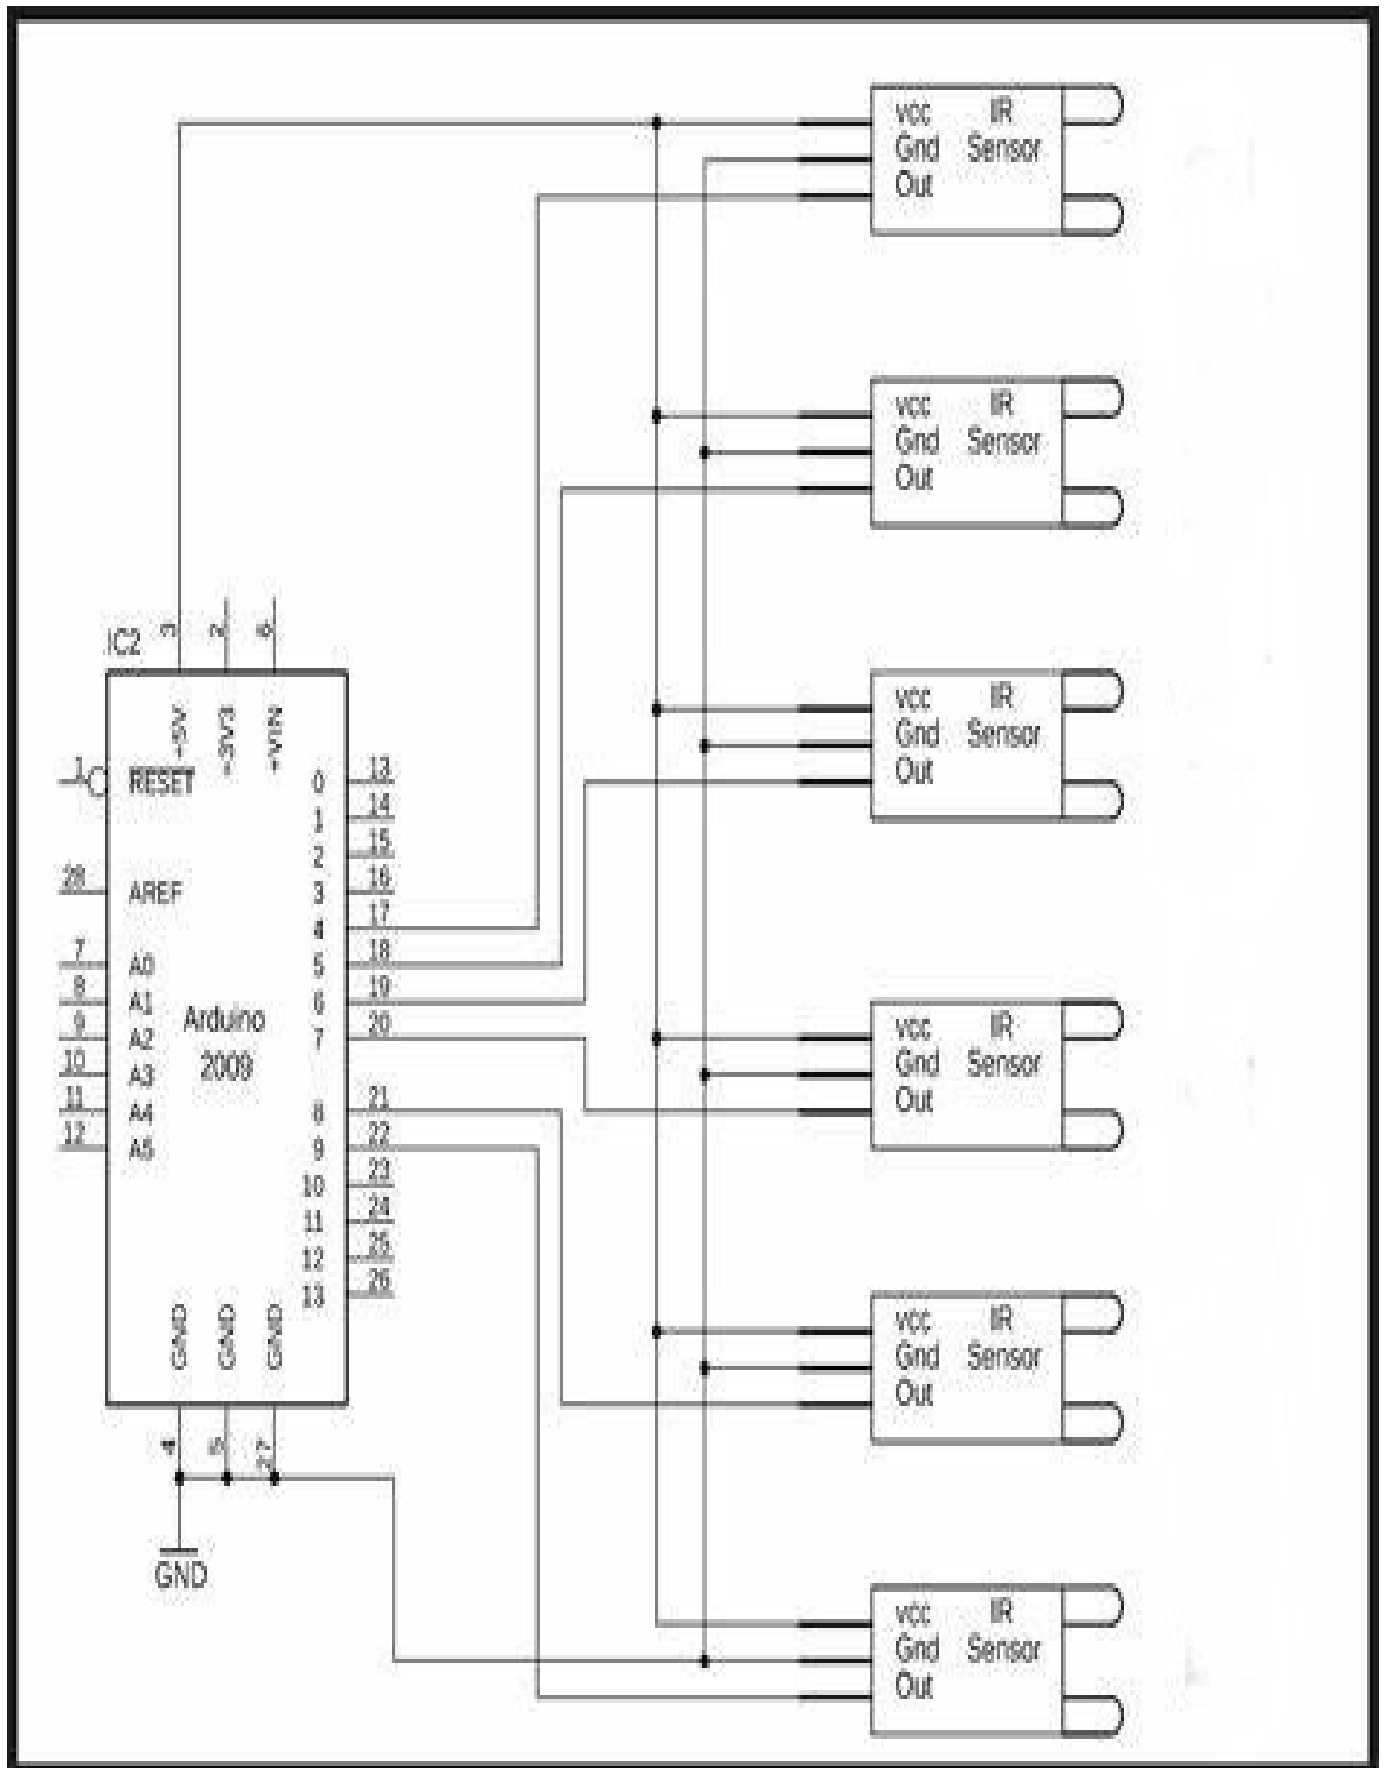 vcc IR
Gnd Sensor
Out
vcc IR
Gnd Sensor
Out
IC2
3
2
6
vcc IR
Gnd Sensor
Out
+5V
+3V3
+VIN
1 RESET 0 13
1 14
2 15
28 AREF 3 16
4 17
7 A0 5 18
8 A1 6 19
9 A2 7 20
10 A3
11 A4 8 21
12 A5 9 22
Arduino
2009
10 23
11 24
12 25
13 26
vcc IR
Gnd Sensor
Out
GND
GND
GND
vcc IR
Gnd Sensor
Out
4
5
27
GND
vcc IR
Gnd Sensor
Out